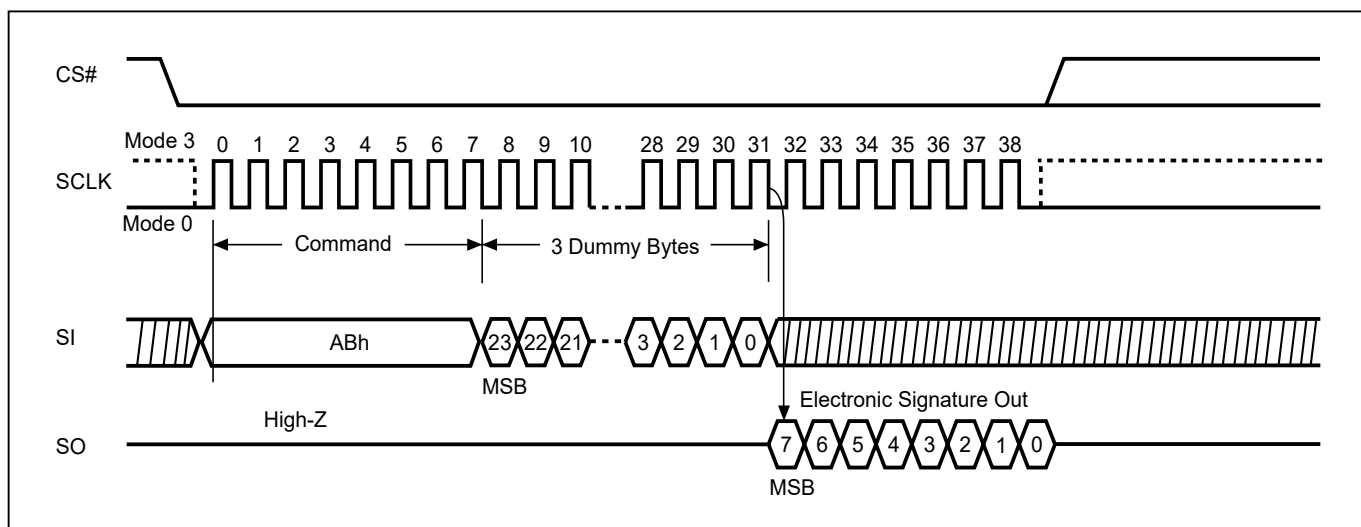 CS#
Mode 3
0 1 2 3 4 5 6 7 8 9 10 28 29 30 31 32 33 34 35 36 37 38
SCLK
Mode 0
Command 3 Dummy Bytes
SI ABh 23 22 21 3 2 1 0
MSB
Electronic Signature Out
High-Z
SO 7 6 5 4 3 2 1 0
MSB